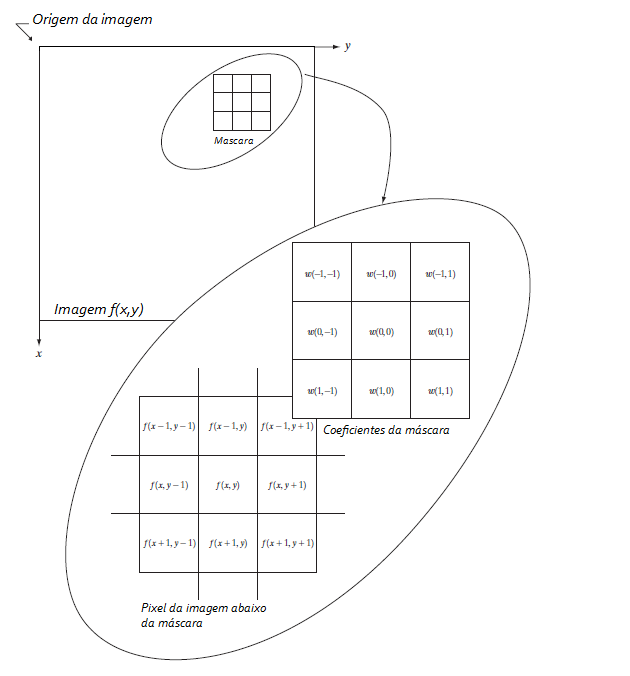 Origem da imagem
y
Mascara
Imagem f(x,y)
x
w(−1,−1) w(−1,0) w(−1,1)
w(0,−1) w(0,0) w(0,1)
w(1,−1) w(1,0) w(1,1)
Coeficientes da máscara
f(x−1,y−1) f(x−1,y) f(x−1,y+1)
f(x,y−1) f(x,y) f(x,y+1)
f(x+1,y−1) f(x+1,y) f(x+1,y+1)
Pixel da imagem abaixo
da máscara